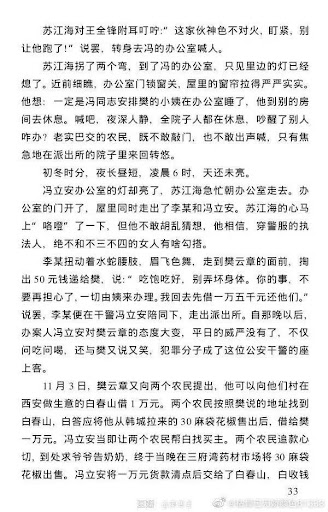 苏江海对王全锋附耳叮咛:“这家伙神色不对火，盯紧，别
让他跑了!”说罢，转身去冯的办公室喊人。
苏江海拐了两个弯，到了冯的办公室，只见里边的灯已经
熄了。近前细瞧，办公室门锁窗关，屋里的窗帘拉得严严实实。
他想：一定是冯同志安排樊的小姨在办公室睡了，他到别的房
间去休息。喊吧，夜深人静，全院子人都在休息，吵醒了别人
咋办？老实巴交的农民，既不敢敲门，也不敢出声喊，只有焦
急地在派出所的院子里来回转悠。
初冬时分，夜长昼短，凌晨6时，天还未亮。
冯立安办公室的灯却亮了，苏江海急忙朝办公室走去。办
公室的门开了，屋里同时走出了李某和冯立安。苏江海的心马
上“咯噔”了一下，但他不敢胡乱猜想，他相信，穿警服的执
法人，绝不和不三不四的女人有啥勾搭。
李某扭动着水蛇腰肢，眉飞色舞，走到樊云章的面前，掏
出50元钱递给樊，说:“吃饱吃好，别弄坏身体。你的事，不
要再担心了,一切由姨来办理。我回去先借一万五千元还他们。”
说罢，李某便在干警冯立安陪同下，走出派出所。自那晚以后，
办案人冯立安对樊云章的态度大变，平日的威严没有了，不仅
问吃问喝，还与樊又说又笑，犯罪分子成了这位公安干警的座
上客。
11月3日，樊云章又向两个农民提出，他可以向他们村在
西安做生意的白春山借1万元。两个农民按照樊说的地址找到
白春山，白答应将他从韩城拉来的30麻袋花椒售出后，借给樊
一万元。冯立安当即让两个农民帮白找买主。两个农民追款心
切，到处求爷爷告奶奶，终于当晚在三府湾药材市场将30麻袋
花椒出售。冯立安将一万元货款清点后交给了白春山，白收钱
33